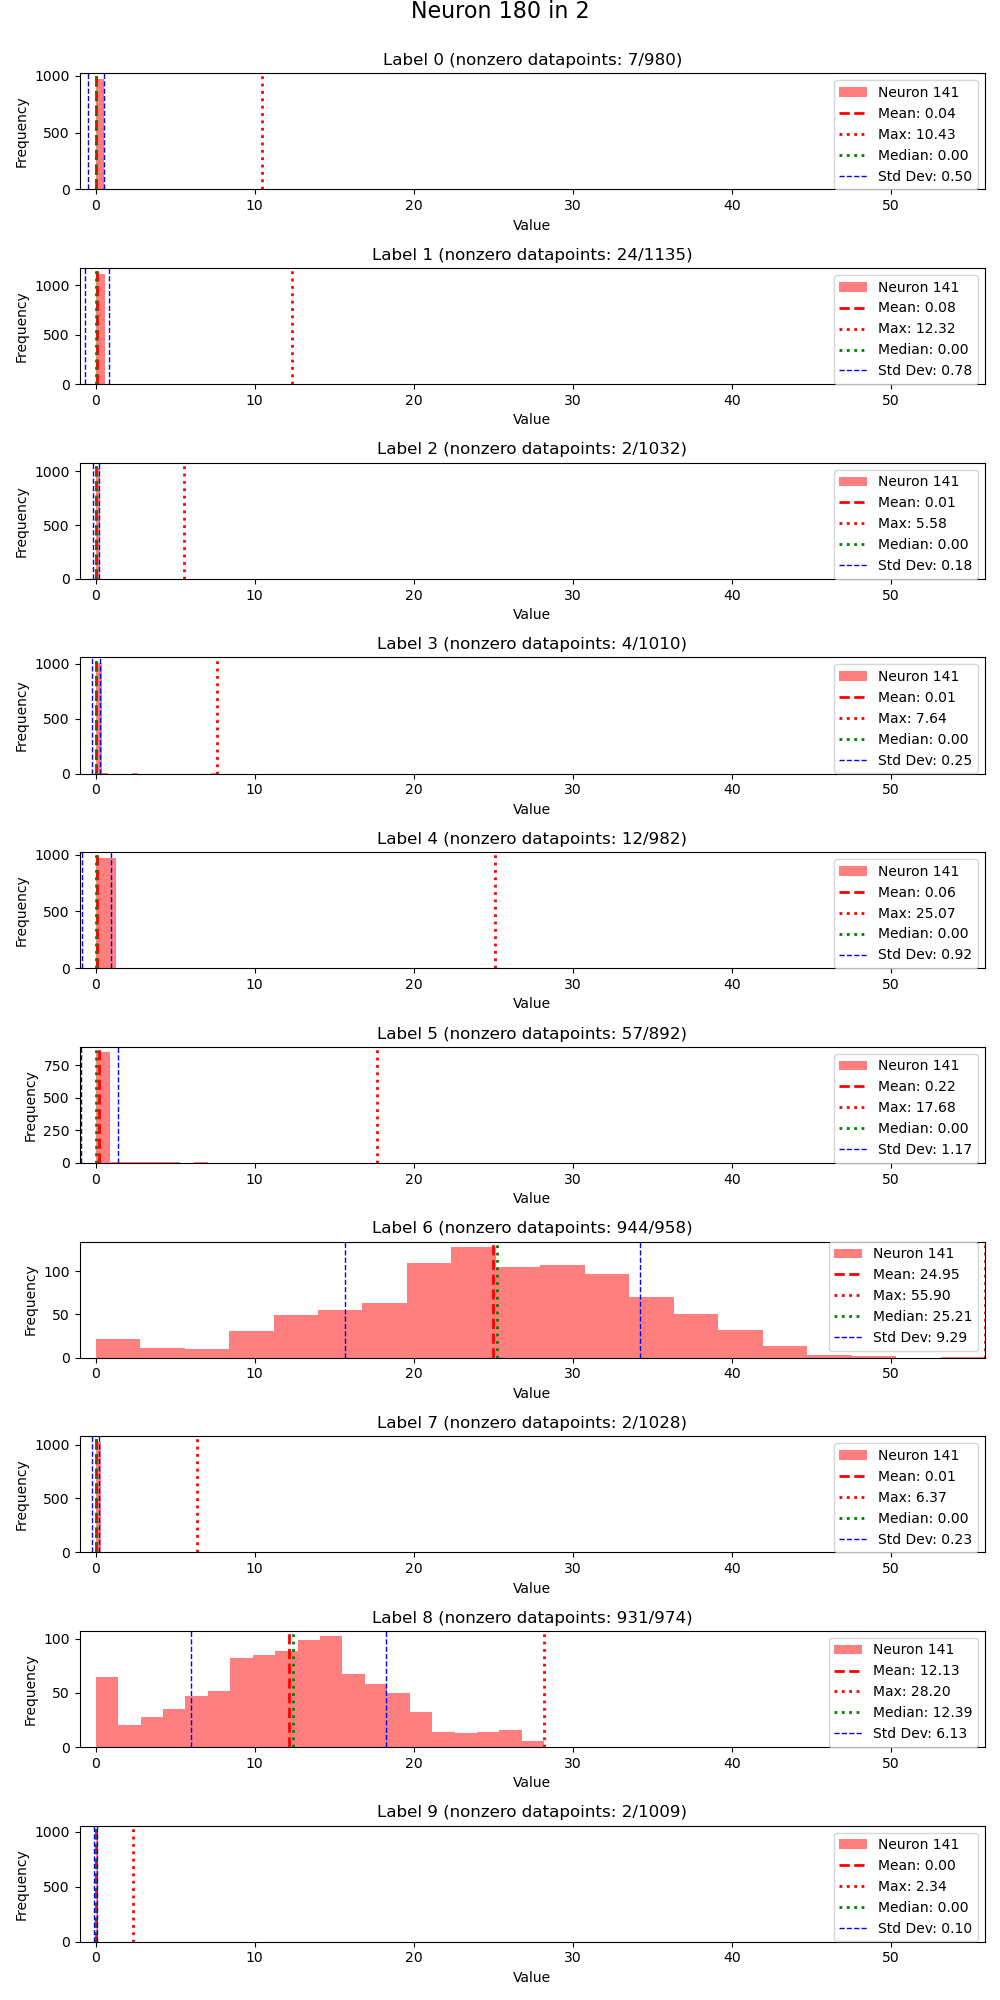 Neuron 180 in 2
Label 0 (nonzero datapoints: 7/980)
Frequency
1000
500
0
Neuron 141
Mean: 0.04
Max: 10.43
Median: 0.00
Std Dev: 0.50
0 10 20 30 40 50
Value
Label 1 (nonzero datapoints: 24/1135)
Frequency
1000
500
0
Neuron 141
Mean: 0.08
Max: 12.32
Median: 0.00
Std Dev: 0.78
0 10 20 30 40 50
Value
Label 2 (nonzero datapoints: 2/1032)
Frequency
1000
500
0
Neuron 141
Mean: 0.01
Max: 5.58
Median: 0.00
Std Dev: 0.18
0 10 20 30 40 50
Value
Label 3 (nonzero datapoints: 4/1010)
Frequency
1000
500
0
Neuron 141
Mean: 0.01
Max: 7.64
Median: 0.00
Std Dev: 0.25
0 10 20 30 40 50
Value
Label 4 (nonzero datapoints: 12/982)
Frequency
1000
500
0
Neuron 141
Mean: 0.06
Max: 25.07
Median: 0.00
Std Dev: 0.92
0 10 20 30 40 50
Value
Label 5 (nonzero datapoints: 57/892)
Frequency
750
500
250
0
Neuron 141
Mean: 0.22
Max: 17.68
Median: 0.00
Std Dev: 1.17
0 10 20 30 40 50
Value
Label 6 (nonzero datapoints: 944/958)
Frequency
100
50
0
Neuron 141
Mean: 24.95
Max: 55.90
Median: 25.21
Std Dev: 9.29
0 10 20 30 40 50
Value
Label 7 (nonzero datapoints: 2/1028)
Frequency
1000
500
0
Neuron 141
Mean: 0.01
Max: 6.37
Median: 0.00
Std Dev: 0.23
0 10 20 30 40 50
Value
Label 8 (nonzero datapoints: 931/974)
Frequency
100
50
0
Neuron 141
Mean: 12.13
Max: 28.20
Median: 12.39
Std Dev: 6.13
0 10 20 30 40 50
Value
Label 9 (nonzero datapoints: 2/1009)
Frequency
1000
500
0
Neuron 141
Mean: 0.00
Max: 2.34
Median: 0.00
Std Dev: 0.10
0 10 20 30 40 50
Value